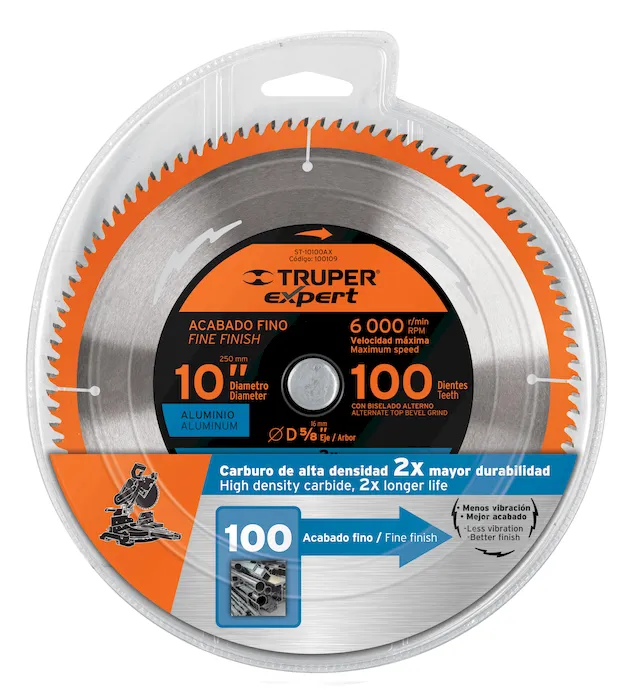 ST-10100AX
Código: 100109
TRUPER
expert
ACABADO FINO
FINE FINISH
6 000 r/min RPM
Velocidad máxima
Maximum speed
250 mm
10"
Diametro
Diameter
100
Dientes
Teeth
CON BISELADO ALTERNO
ALTERNATE TOP BEVEL GRIND
ALUMINIO
ALUMINUM
16 mm
Ø D 5/8" Eje / Arbor
Carburo de alta densidad 2x mayor durabilidad
High density carbide, 2x longer life
• Menos vibración
• Mejor acabado
-Less vibration
-Better finish
100
Acabado fino / Fine finish